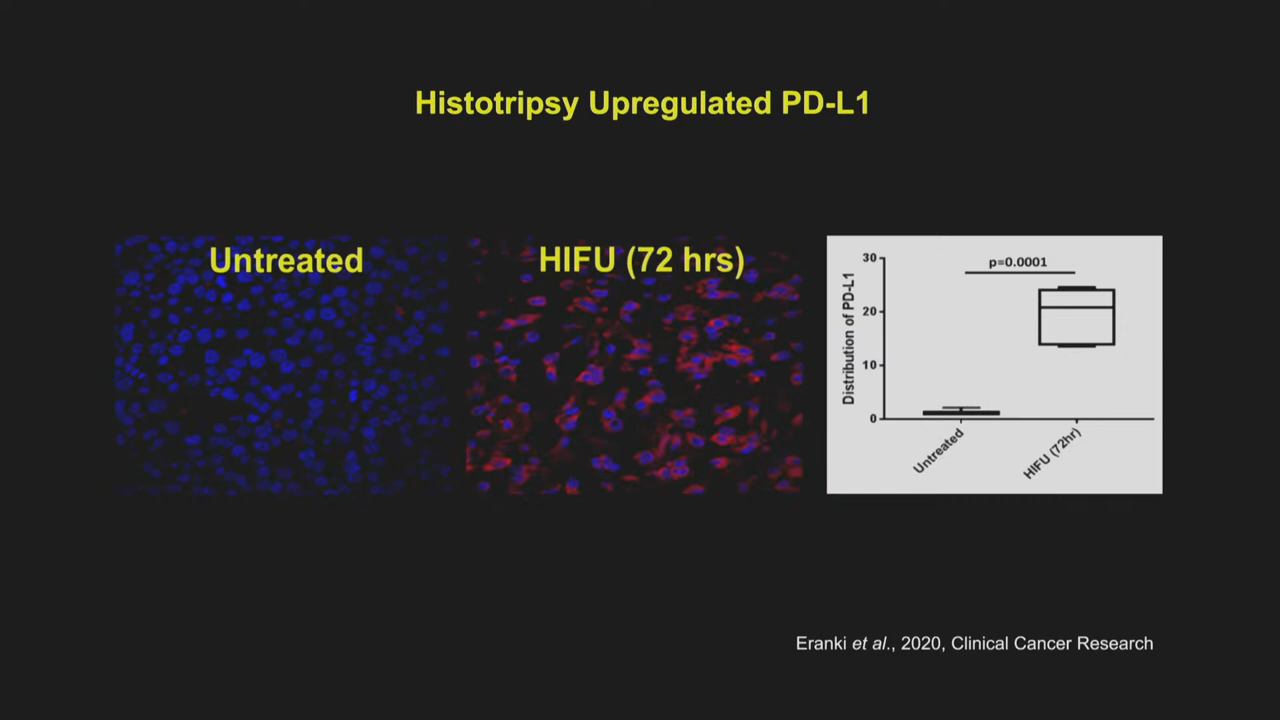 Histotripsy Upregulated PD-L1
Untreated
HIFU (72 hrs)
Distribution of PD-L1
30
20
10
0
p=0.0001
Untreated
HIFU (72hr)
Eranki et al., 2020, Clinical Cancer Research